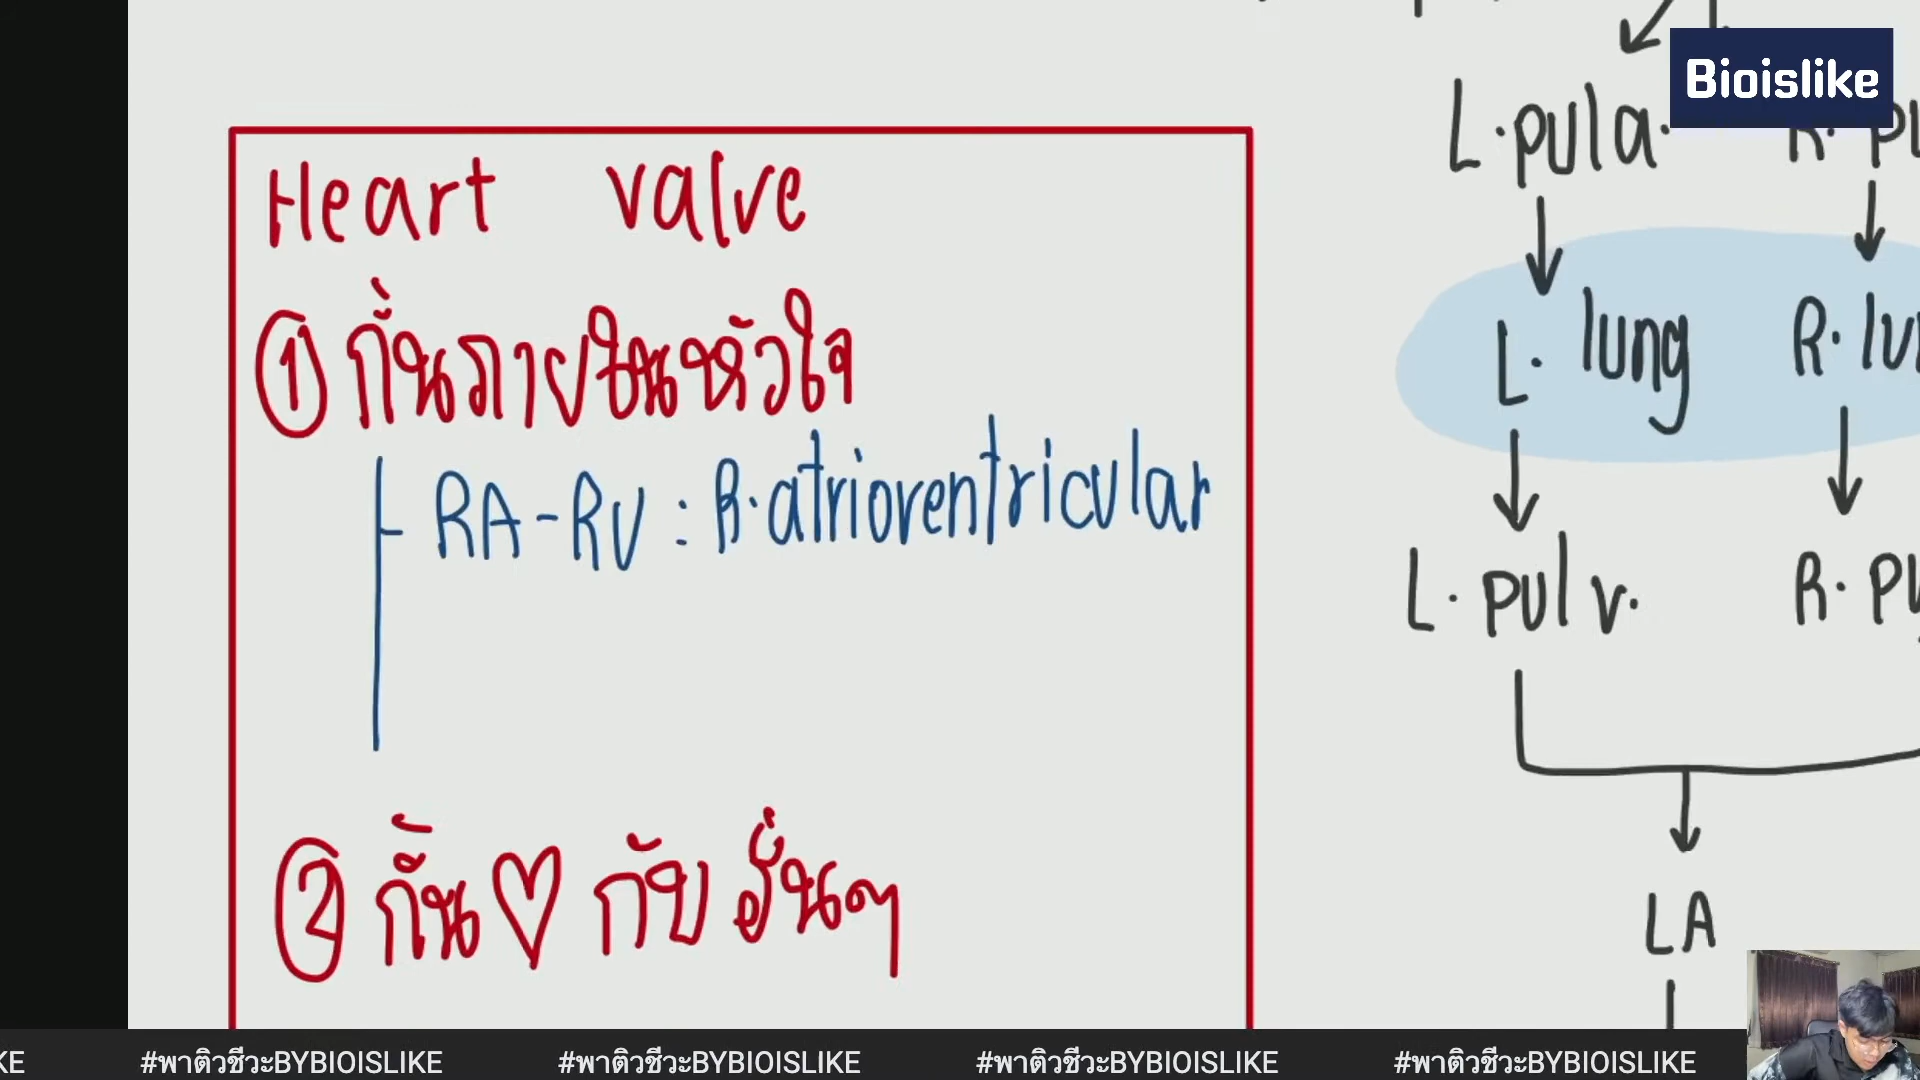 Bioislike
Heart valve
① กั้นภายในหัวใจ
RA-RV : R.atrioventricular
② กั้น♡ กับ อื่นๆ
L.pul a.
L. lung
R.
L. pul v.
R.
LA
#พาติวชีวะBYBIOISLIKE #พาติวชีวะBYBIOISLIKE #พาติวชีวะBYBIOISLIKE #พาติวชีวะBYBIOISLIKE